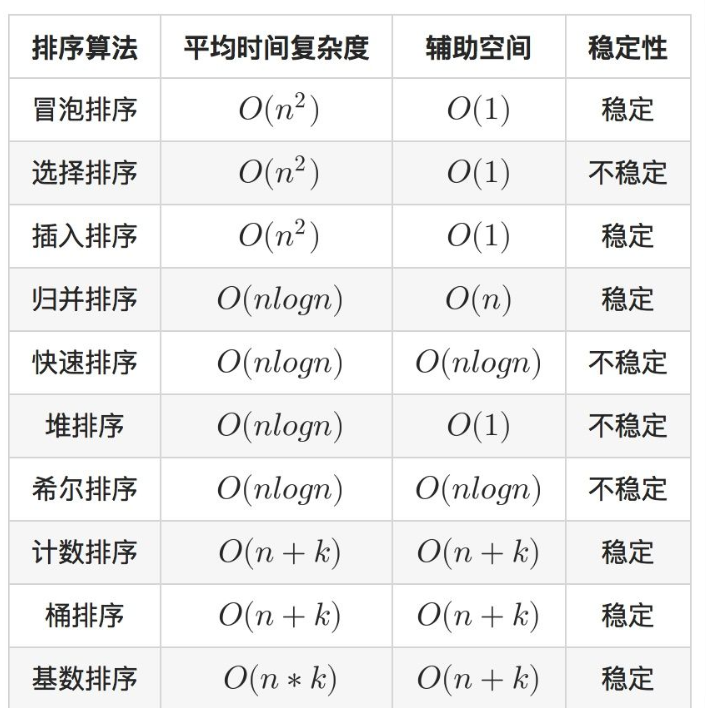 排序算法 平均时间复杂度 辅助空间 稳定性
冒泡排序 O(n²) O(1) 稳定
选择排序 O(n²) O(1) 不稳定
插入排序 O(n²) O(1) 稳定
归并排序 O(nlogn) O(n) 稳定
快速排序 O(nlogn) O(nlogn) 不稳定
堆排序 O(nlogn) O(1) 不稳定
希尔排序 O(nlogn) O(nlogn) 不稳定
计数排序 O(n + k) O(n + k) 稳定
桶排序 O(n + k) O(n + k) 稳定
基数排序 O(n * k) O(n + k) 稳定